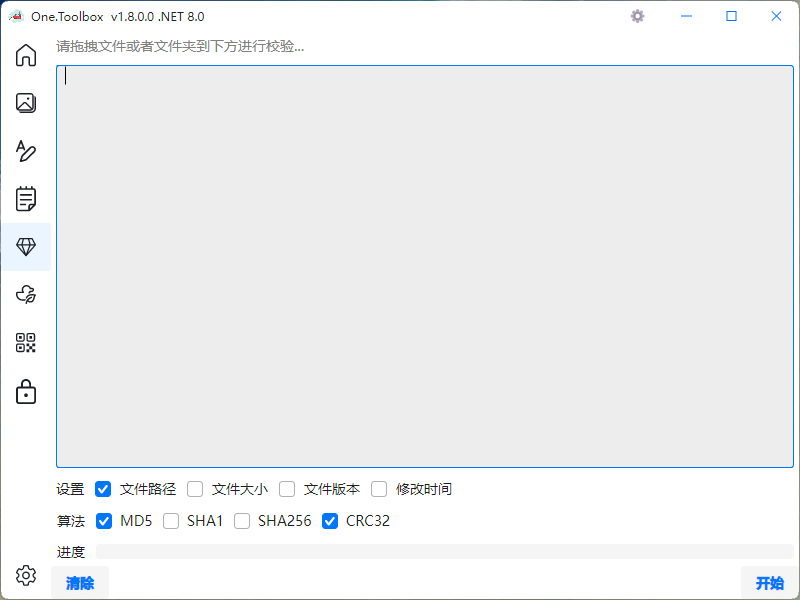 One.Toolbox v1.8.0.0 .NET 8.0
请拖拽文件或者文件夹到下方进行校验...
设置 文件路径 文件大小 文件版本 修改时间
算法 MD5 SHA1 SHA256 CRC32
进度
清除 开始